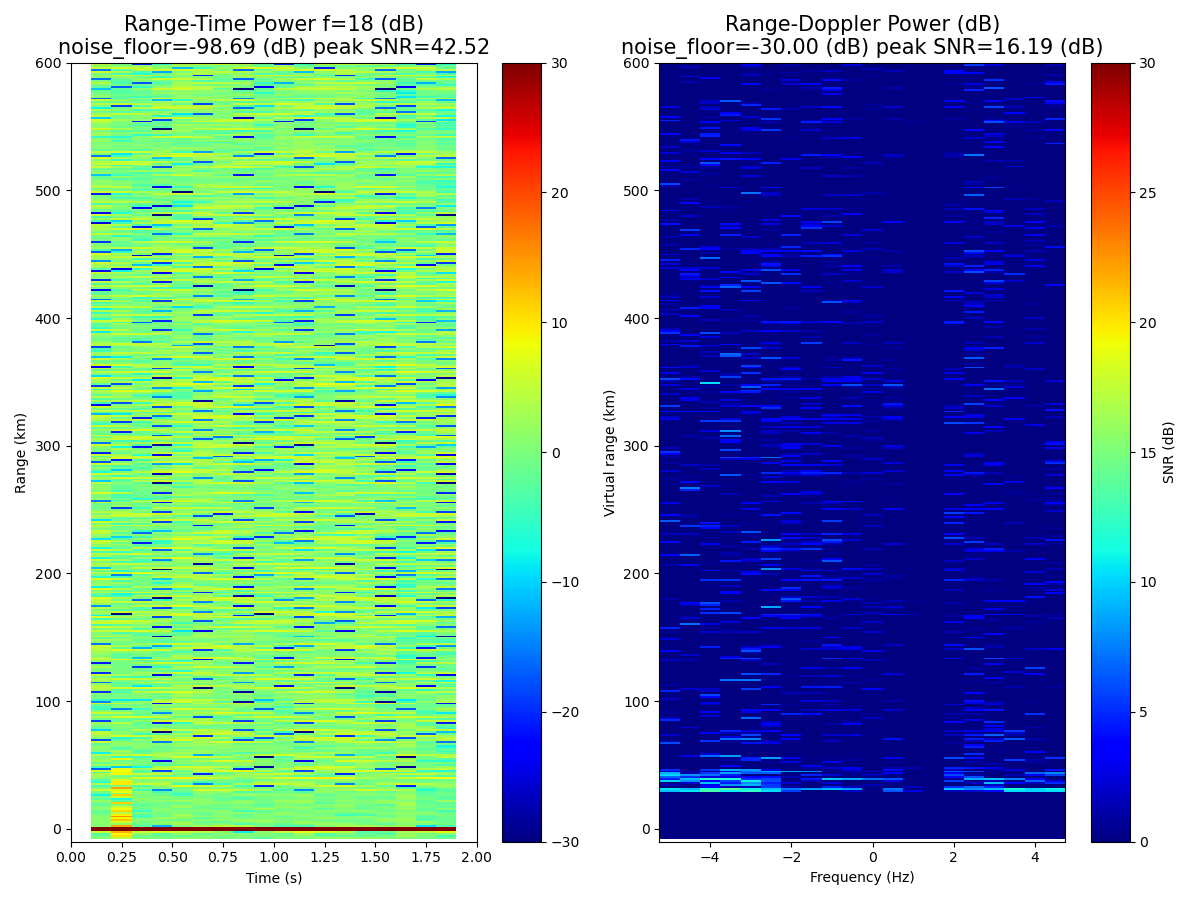 Range-Time Power f=18 (dB)
noise_floor=-98.69 (dB) peak SNR=42.52
Range (km)
600
500
400
300
200
100
0
0.00 0.25 0.50 0.75 1.00 1.25 1.50 1.75 2.00
Time (s)
30
20
10
0
−10
−20
−30
Range-Doppler Power (dB)
noise_floor=-30.00 (dB) peak SNR=16.19 (dB)
Virtual range (km)
600
500
400
300
200
100
0
−4 −2 0 2 4
Frequency (Hz)
30
25
20
15
10
5
0
SNR (dB)